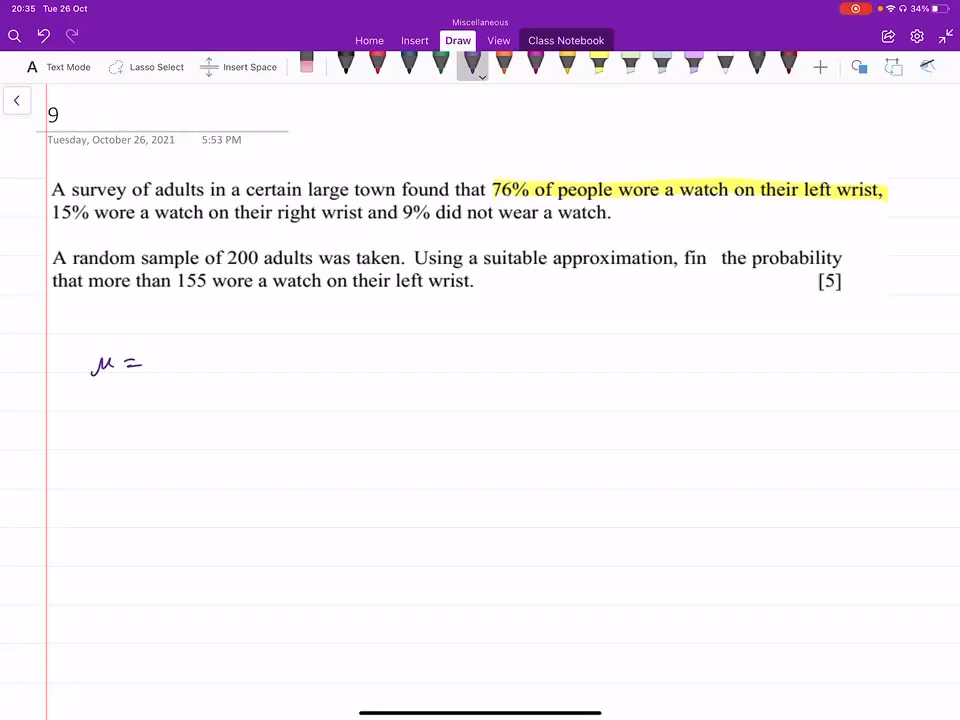 20:35 Tue 26 Oct
34%
Miscellaneous
Home Insert Draw View Class Notebook
A Text Mode Lasso Select Insert Space
9
Tuesday, October 26, 2021 5:53 PM
A survey of adults in a certain large town found that 76% of people wore a watch on their left wrist,
15% wore a watch on their right wrist and 9% did not wear a watch.
A random sample of 200 adults was taken. Using a suitable approximation, fin the probability
that more than 155 wore a watch on their left wrist. [5]
μ =